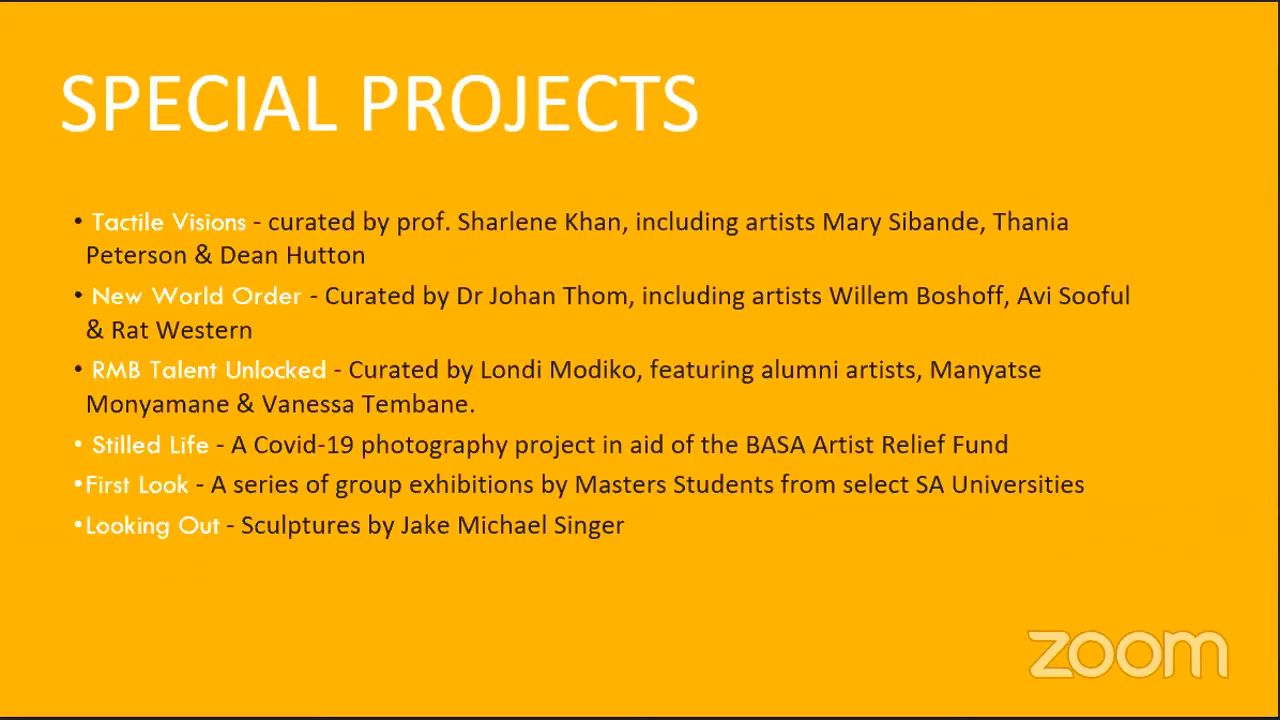 SPECIAL PROJECTS
• Tactile Visions - curated by prof. Sharlene Khan, including artists Mary Sibande, Thania
Peterson & Dean Hutton
• New World Order - Curated by Dr Johan Thom, including artists Willem Boshoff, Avi Sooful
& Rat Western
• RMB Talent Unlocked - Curated by Londi Modiko, featuring alumni artists, Manyatse
Monyamane & Vanessa Tembane.
• Stilled Life - A Covid-19 photography project in aid of the BASA Artist Relief Fund
•First Look - A series of group exhibitions by Masters Students from select SA Universities
•Looking Out - Sculptures by Jake Michael Singer
zoom